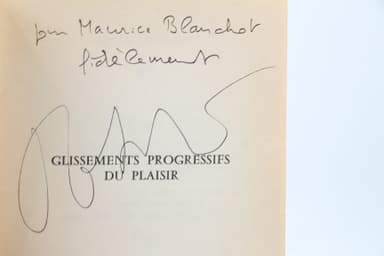 pour Maurice Blanchot
fidèlement
GLISSEMENTS PROGRESSIFS
DU PLAISIR